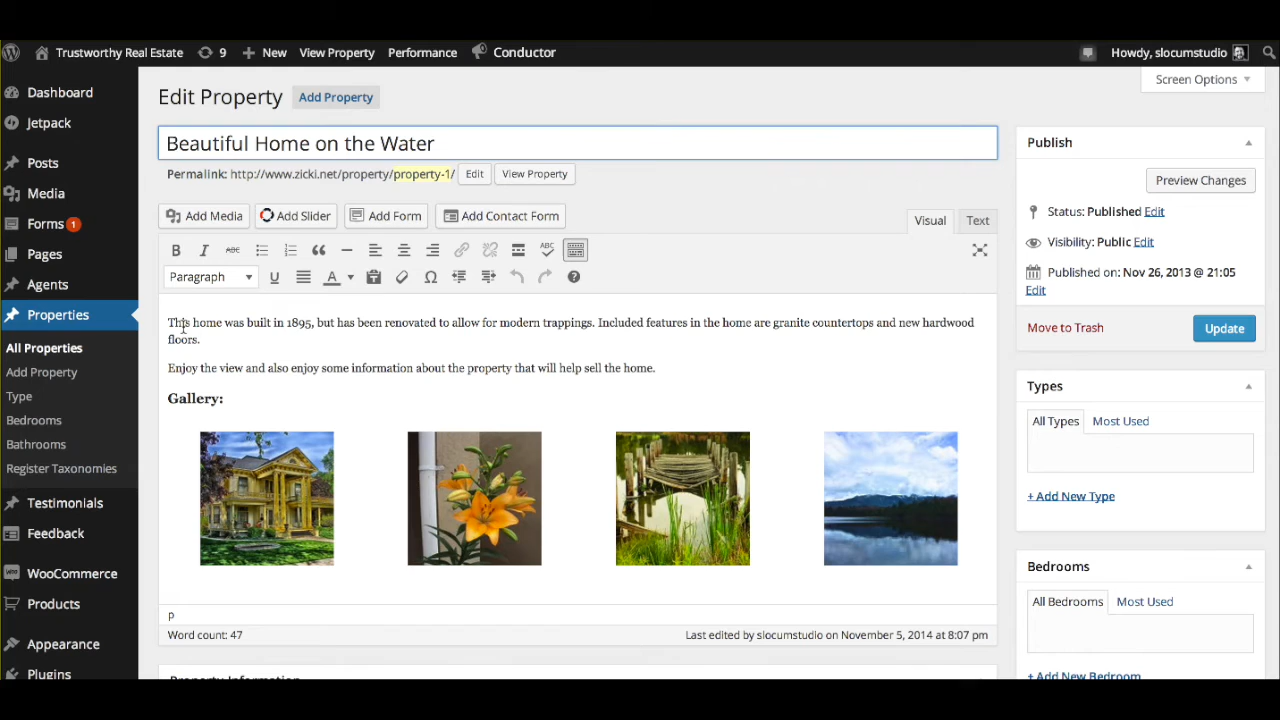 Trustworthy Real Estate 9 New View Property Performance Conductor Howdy, slocumstudio
Screen Options
Dashboard
Jetpack
Posts
Media
Forms 1
Pages
Agents
Properties
All Properties
Add Property
Type
Bedrooms
Bathrooms
Register Taxonomies
Testimonials
Feedback
WooCommerce
Products
Appearance
Plugins
Edit Property Add Property
Beautiful Home on the Water
Permalink: http://www.zicki.net/property/property-1/ Edit View Property
Add Media Add Slider Add Form Add Contact Form
Visual Text
B I ABC ABC
Paragraph U A Ω
This home was built in 1895, but has been renovated to allow for modern trappings. Included features in the home are granite countertops and new hardwood
floors.
Enjoy the view and also enjoy some information about the property that will help sell the home.
Gallery:
p
Word count: 47 Last edited by slocumstudio on November 5, 2014 at 8:07 pm
Property Information
Publish
Preview Changes
Status: Published Edit
Visibility: Public Edit
Published on: Nov 26, 2013 @ 21:05
Edit
Move to Trash Update
Types
All Types Most Used
+ Add New Type
Bedrooms
All Bedrooms Most Used
+ Add New Bedroom